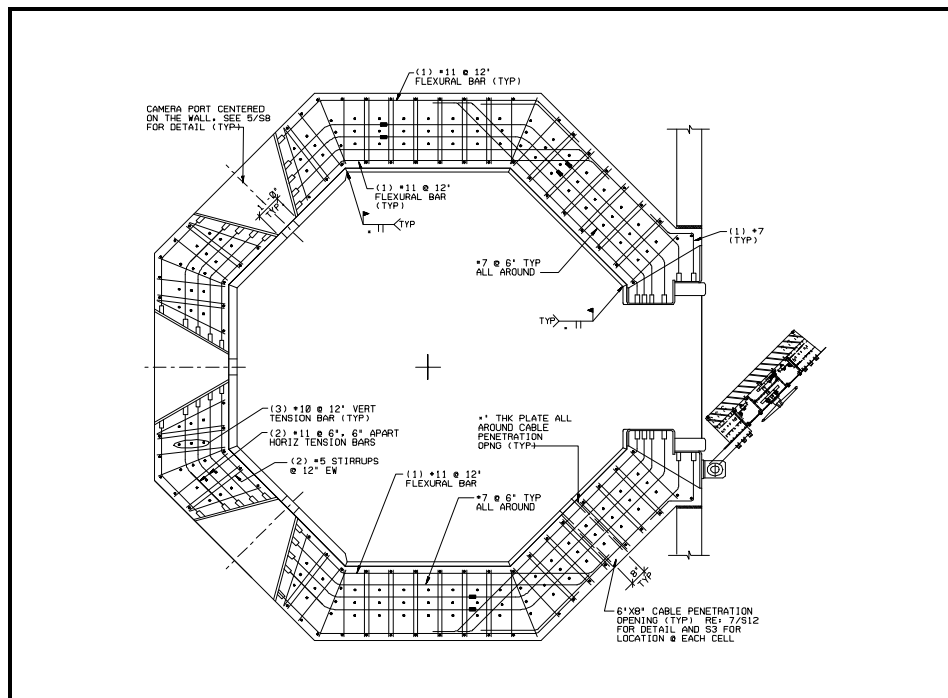 (1) #11 @ 12"
FLEXURAL BAR (TYP)
CAMERA PORT CENTERED
ON THE WALL. SEE 5/S8
FOR DETAIL (TYP)
1'-0"
TYP
(1) #11 @ 12"
FLEXURAL BAR
(TYP)
TYP
(1) #7
(TYP)
#7 @ 6" TYP
ALL AROUND
TYP
(3) #10 @ 12" VERT
TENSION BAR (TYP)
(2) #11 @ 6", 6" APART
HORIZ TENSION BARS
(2) #5 STIRRUPS
@ 12" EW
(1) #11 @ 12"
FLEXURAL BAR
#7 @ 6" TYP
ALL AROUND
THK PLATE ALL
AROUND CABLE
PENETRATION
OPNG (TYP)
8"
TYP
6"X8" CABLE PENETRATION
OPENING (TYP) RE: 7/S12
FOR DETAIL AND S3 FOR
LOCATION @ EACH CELL